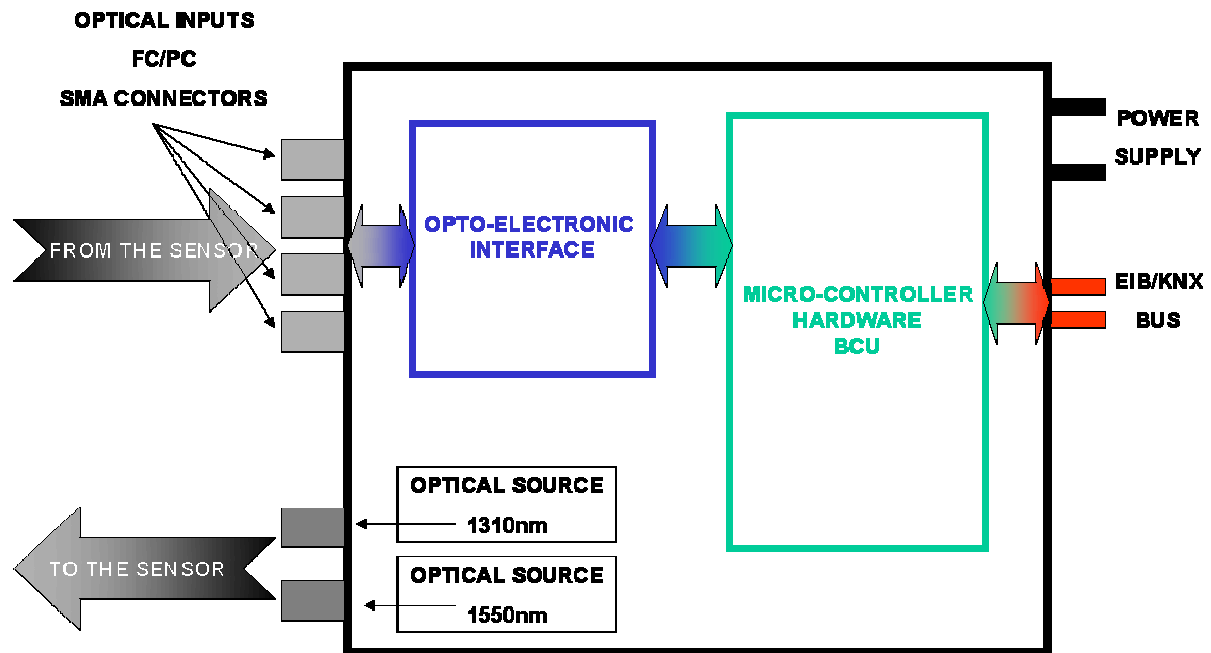 OPTICAL INPUTS
FC/PC
SMA CONNECTORS
FROM THE SENSOR
OPTO-ELECTRONIC
INTERFACE
MICRO-CONTROLLER
HARDWARE
BCU
POWER
SUPPLY
EIB/KNX
BUS
OPTICAL SOURCE
1310nm
TO THE SENSOR
OPTICAL SOURCE
1550nm